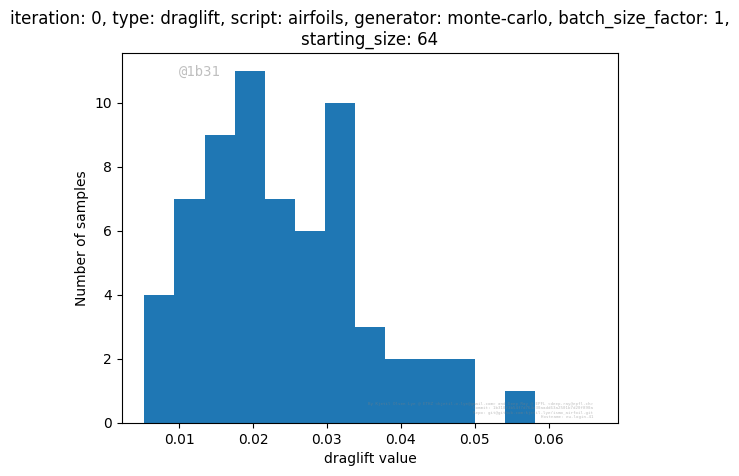 iteration: 0, type: draglift, script: airfoils, generator: monte-carlo, batch_size_factor: 1,
starting_size: 64
@1b31
10
8
6
4
2
0
Number of samples
0.01 0.02 0.03 0.04 0.05 0.06
draglift value